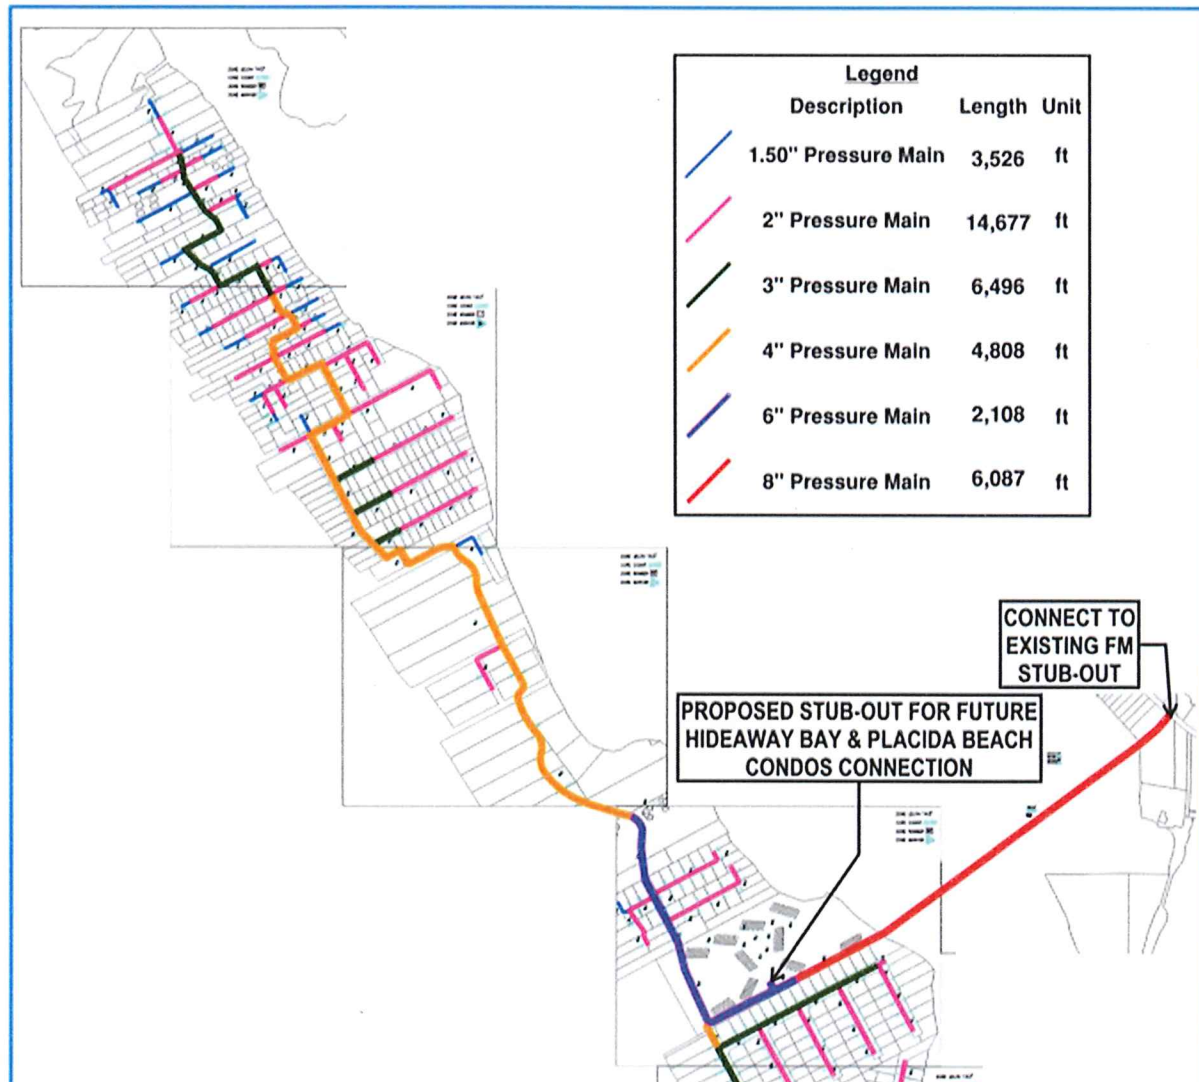 Legend
Description Length Unit
1.50" Pressure Main 3,526 ft
2" Pressure Main 14,677 ft
3" Pressure Main 6,496 ft
4" Pressure Main 4,808 ft
6" Pressure Main 2,108 ft
8" Pressure Main 6,087 ft
CONNECT TO
EXISTING FM
STUB-OUT
PROPOSED STUB-OUT FOR FUTURE
HIDEAWAY BAY & PLACIDA BEACH
CONDOS CONNECTION